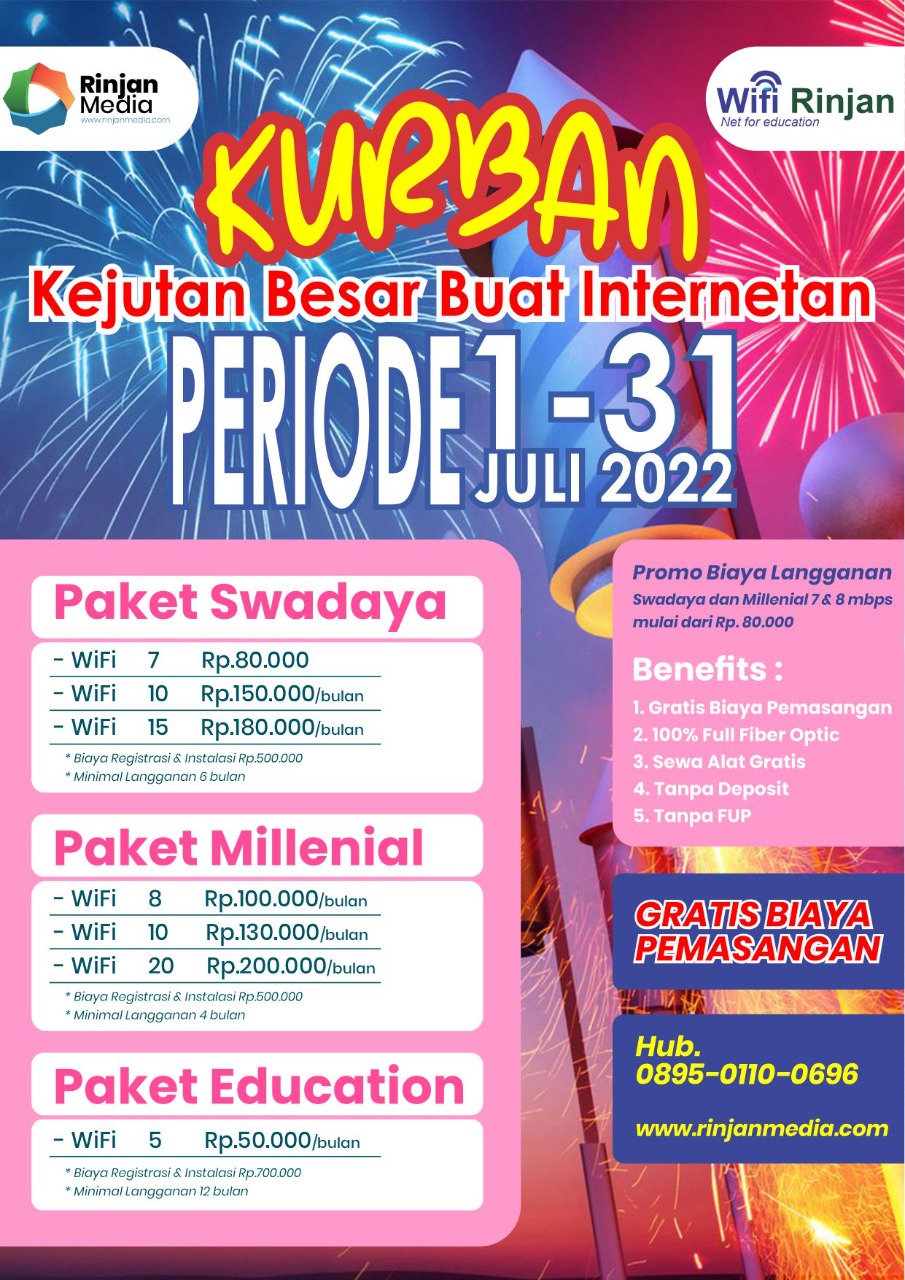 Rinjan
Media
www.rinjanmedia.com
Wifi Rinjan
Net for education
KURBAN
Kejutan Besar Buat Internetan
PERIODE 1 - 31
JULI 2022
Paket Swadaya
- WiFi 7 Rp.80.000
- WiFi 10 Rp.150.000/bulan
- WiFi 15 Rp.180.000/bulan
* Biaya Registrasi & Instalasi Rp.500.000
* Minimal Langganan 6 bulan
Paket Millenial
- WiFi 8 Rp.100.000/bulan
- WiFi 10 Rp.130.000/bulan
- WiFi 20 Rp.200.000/bulan
* Biaya Registrasi & Instalasi Rp.500.000
* Minimal Langganan 4 bulan
Paket Education
- WiFi 5 Rp.50.000/bulan
* Biaya Registrasi & Instalasi Rp.700.000
* Minimal Langganan 12 bulan
Promo Biaya Langganan
Swadaya dan Millenial 7 & 8 mbps
mulai dari Rp. 80.000
Benefits :
1. Gratis Biaya Pemasangan
2. 100% Full Fiber Optic
3. Sewa Alat Gratis
4. Tanpa Deposit
5. Tanpa FUP
GRATIS BIAYA
PEMASANGAN
Hub.
0895-0110-0696
www.rinjanmedia.com